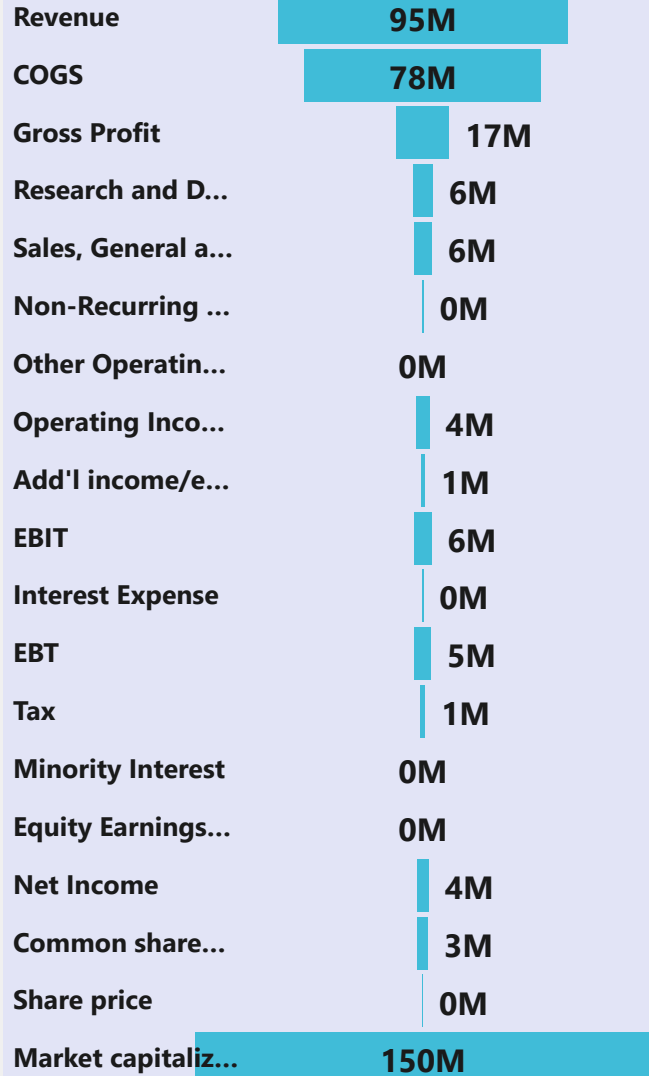 Revenue 95M
COGS 78M
Gross Profit 17M
Research and D... 6M
Sales, General a... 6M
Non-Recurring ... 0M
Other Operatin... 0M
Operating Inco... 4M
Add'l income/e... 1M
EBIT 6M
Interest Expense 0M
EBT 5M
Tax 1M
Minority Interest 0M
Equity Earnings... 0M
Net Income 4M
Common share... 3M
Share price 0M
Market capitaliz... 150M